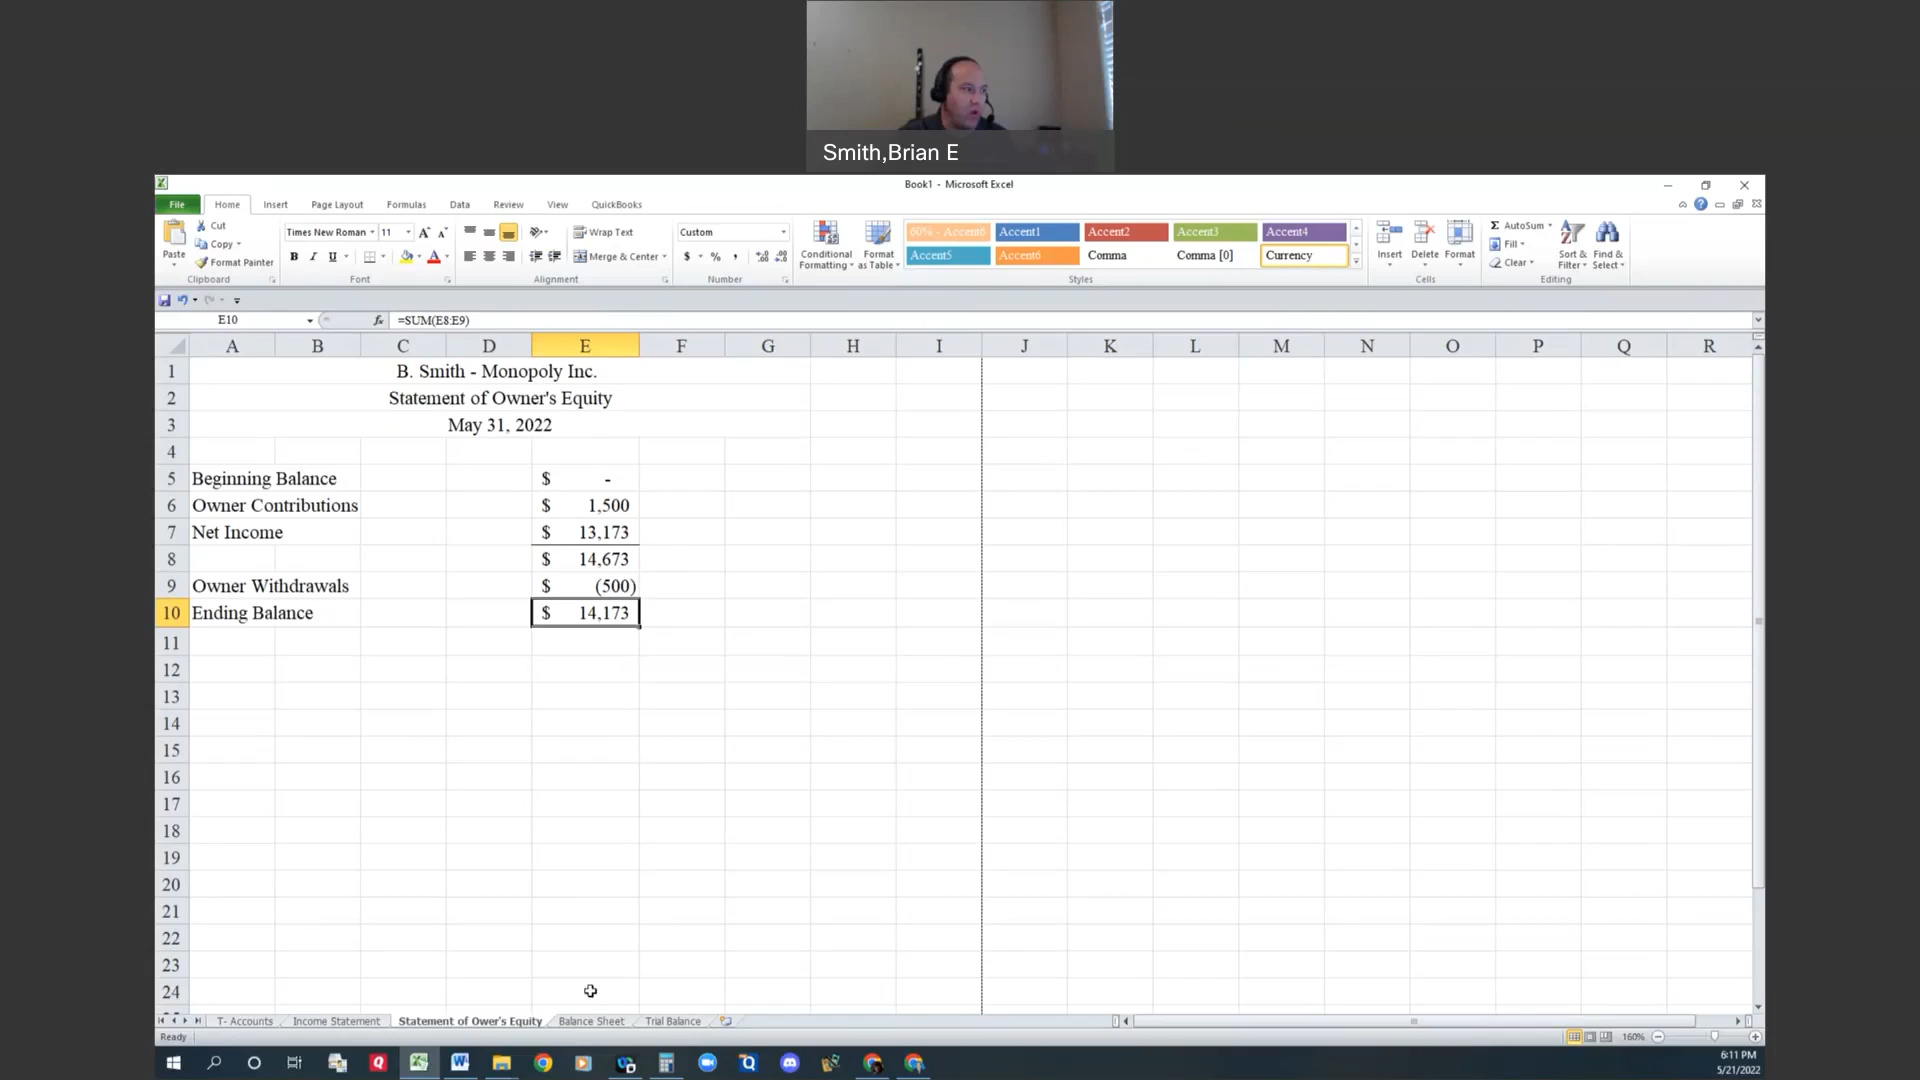 Smith,Brian E
Book1 - Microsoft Excel
File Home Insert Page Layout Formulas Data Review View QuickBooks
Paste Cut Copy Format Painter Clipboard
Times New Roman 11 B I U Font
Wrap Text Merge & Center Alignment
Custom $ % , Number
Conditional Formatting Format as Table
60% - Accent6 Accent1 Accent2 Accent3 Accent4
Accent5 Accent6 Comma Comma [0] Currency
Styles
Insert Delete Format Cells
AutoSum Fill Clear Sort & Filter Find & Select Editing
E10 fx =SUM(E8:E9)
A B C D E F G H I J K L M N O P Q R
1 B. Smith - Monopoly Inc.
2 Statement of Owner's Equity
3 May 31, 2022
4
5 Beginning Balance $ -
6 Owner Contributions $ 1,500
7 Net Income $ 13,173
8 $ 14,673
9 Owner Withdrawals $ (500)
10 Ending Balance $ 14,173
11
12
13
14
15
16
17
18
19
20
21
22
23
24
T- Accounts Income Statement Statement of Ower's Equity Balance Sheet Trial Balance
Ready 160%
6:11 PM
5/21/2022